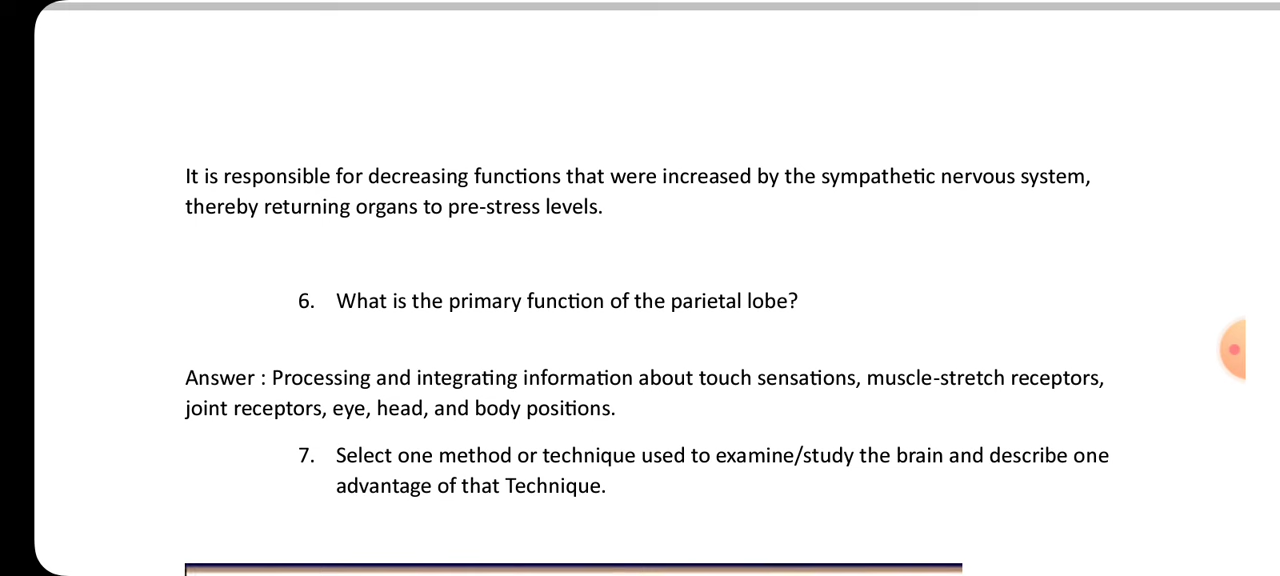 It is responsible for decreasing functions that were increased by the sympathetic nervous system,
thereby returning organs to pre-stress levels.
6. What is the primary function of the parietal lobe?
Answer : Processing and integrating information about touch sensations, muscle-stretch receptors,
joint receptors, eye, head, and body positions.
7. Select one method or technique used to examine/study the brain and describe one
advantage of that Technique.